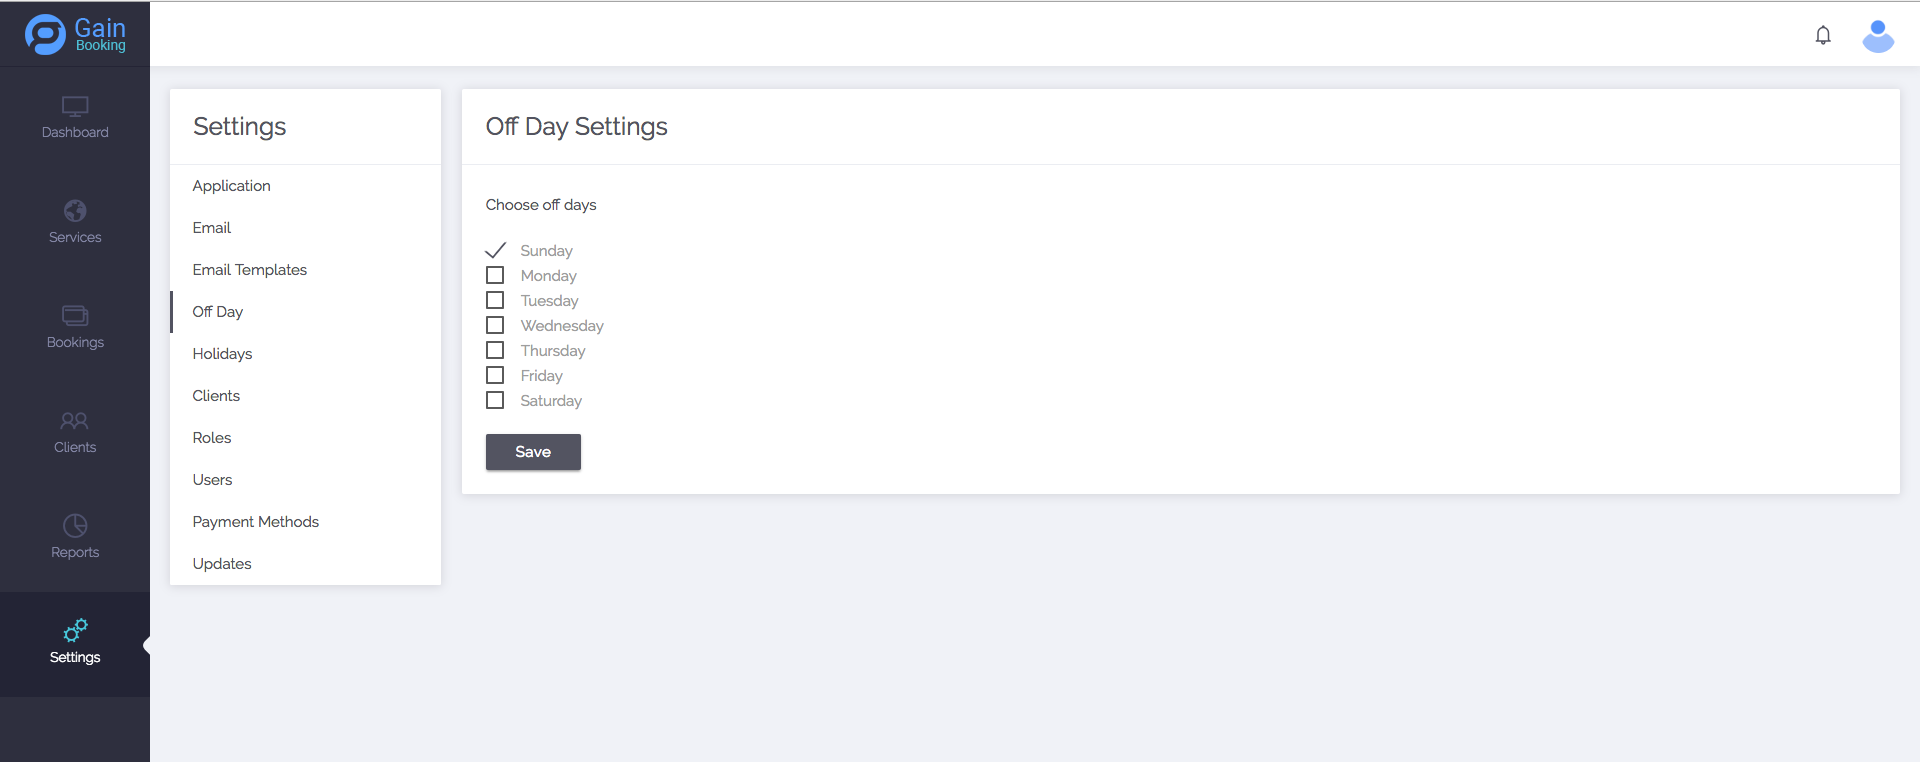 Gain
Booking
Dashboard
Services
Bookings
Clients
Reports
Settings
Settings
Application
Email
Email Templates
Off Day
Holidays
Clients
Roles
Users
Payment Methods
Updates
Off Day Settings
Choose off days
Sunday
Monday
Tuesday
Wednesday
Thursday
Friday
Saturday
Save